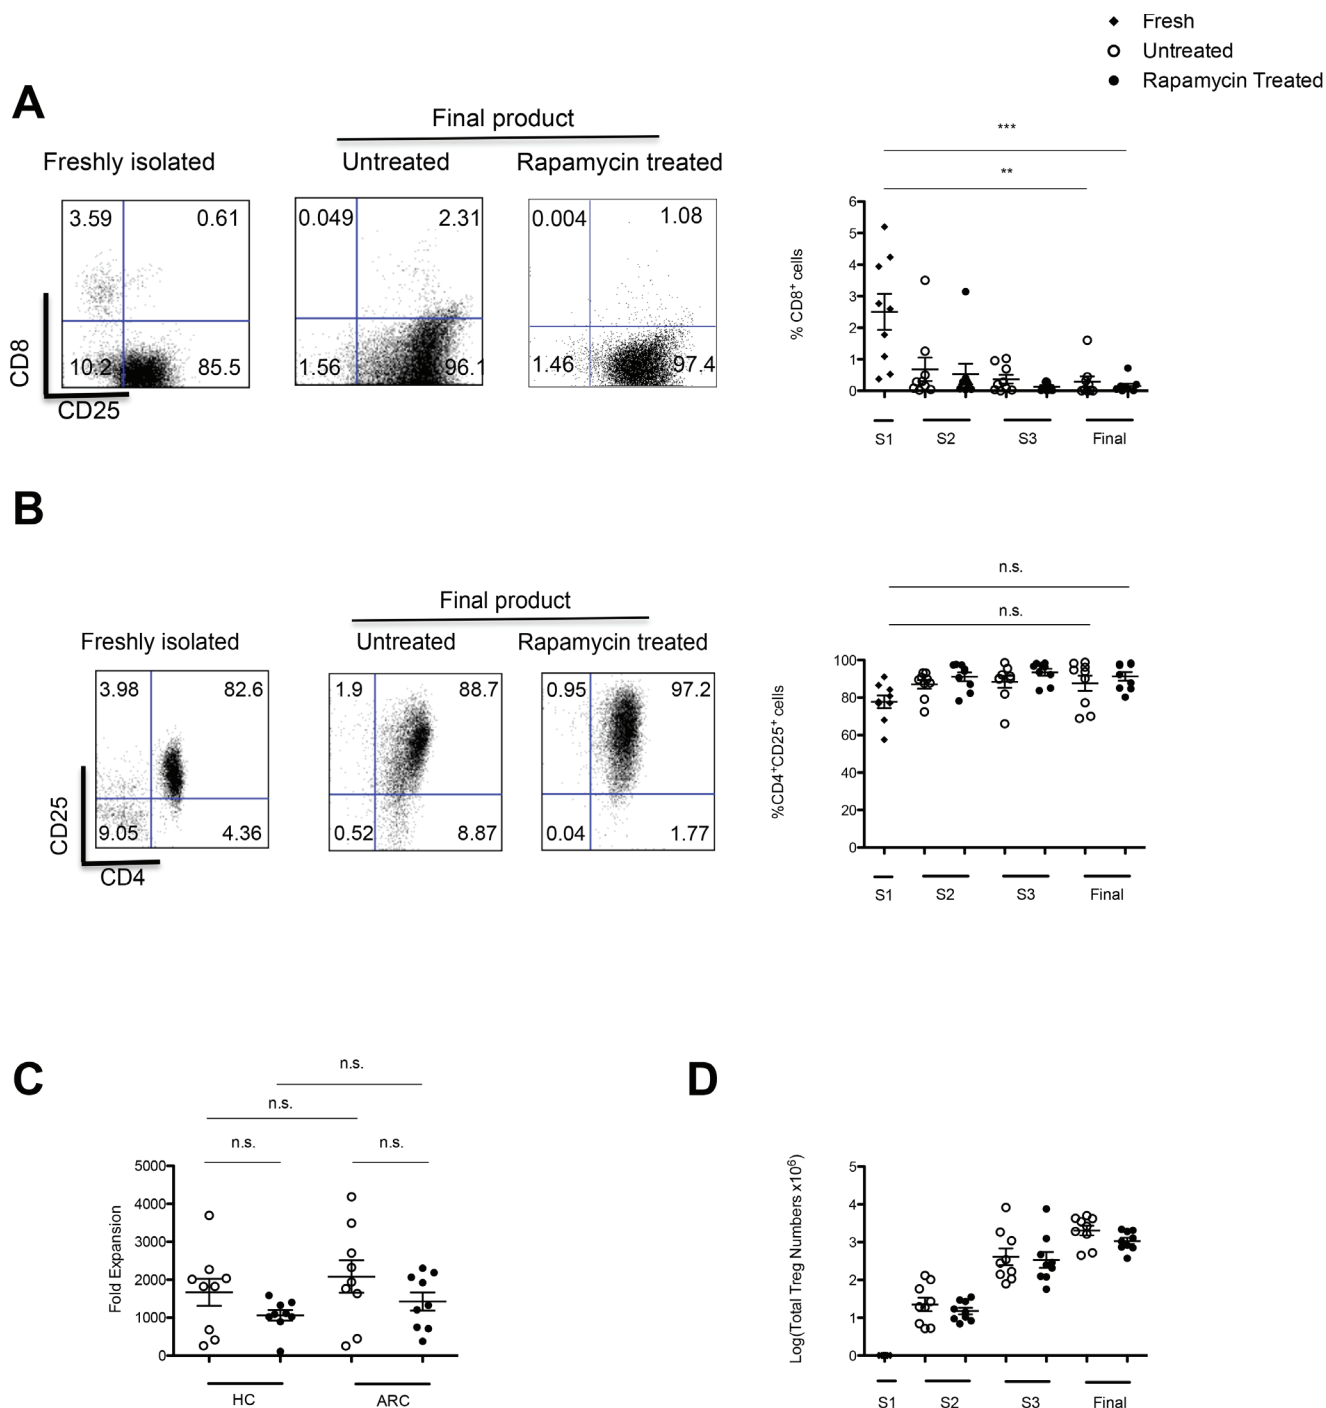 Fresh
Untreated
Rapamycin Treated
A
Final product
Freshly isolated
Untreated
Rapamycin treated
3.59
0.61
10.2
85.5
0.049
2.31
1.56
96.1
0.004
1.08
1.46
97.4
CD8
CD25
***
**
% CD8+ cells
6
5
4
3
2
1
0
S1
S2
S3
Final
B
Final product
Freshly isolated
Untreated
Rapamycin treated
3.98
82.6
9.05
4.36
1.9
88.7
0.52
8.87
0.95
97.2
0.04
1.77
CD25
CD4
n.s.
n.s.
%CD4+CD25+ cells
100
80
60
40
20
0
S1
S2
S3
Final
C
n.s.
n.s.
n.s.
n.s.
Fold Expansion
5000
4000
3000
2000
1000
0
HC
ARC
D
Log(Total Treg Numbers x10⁶)
5
4
3
2
1
0
S1
S2
S3
Final